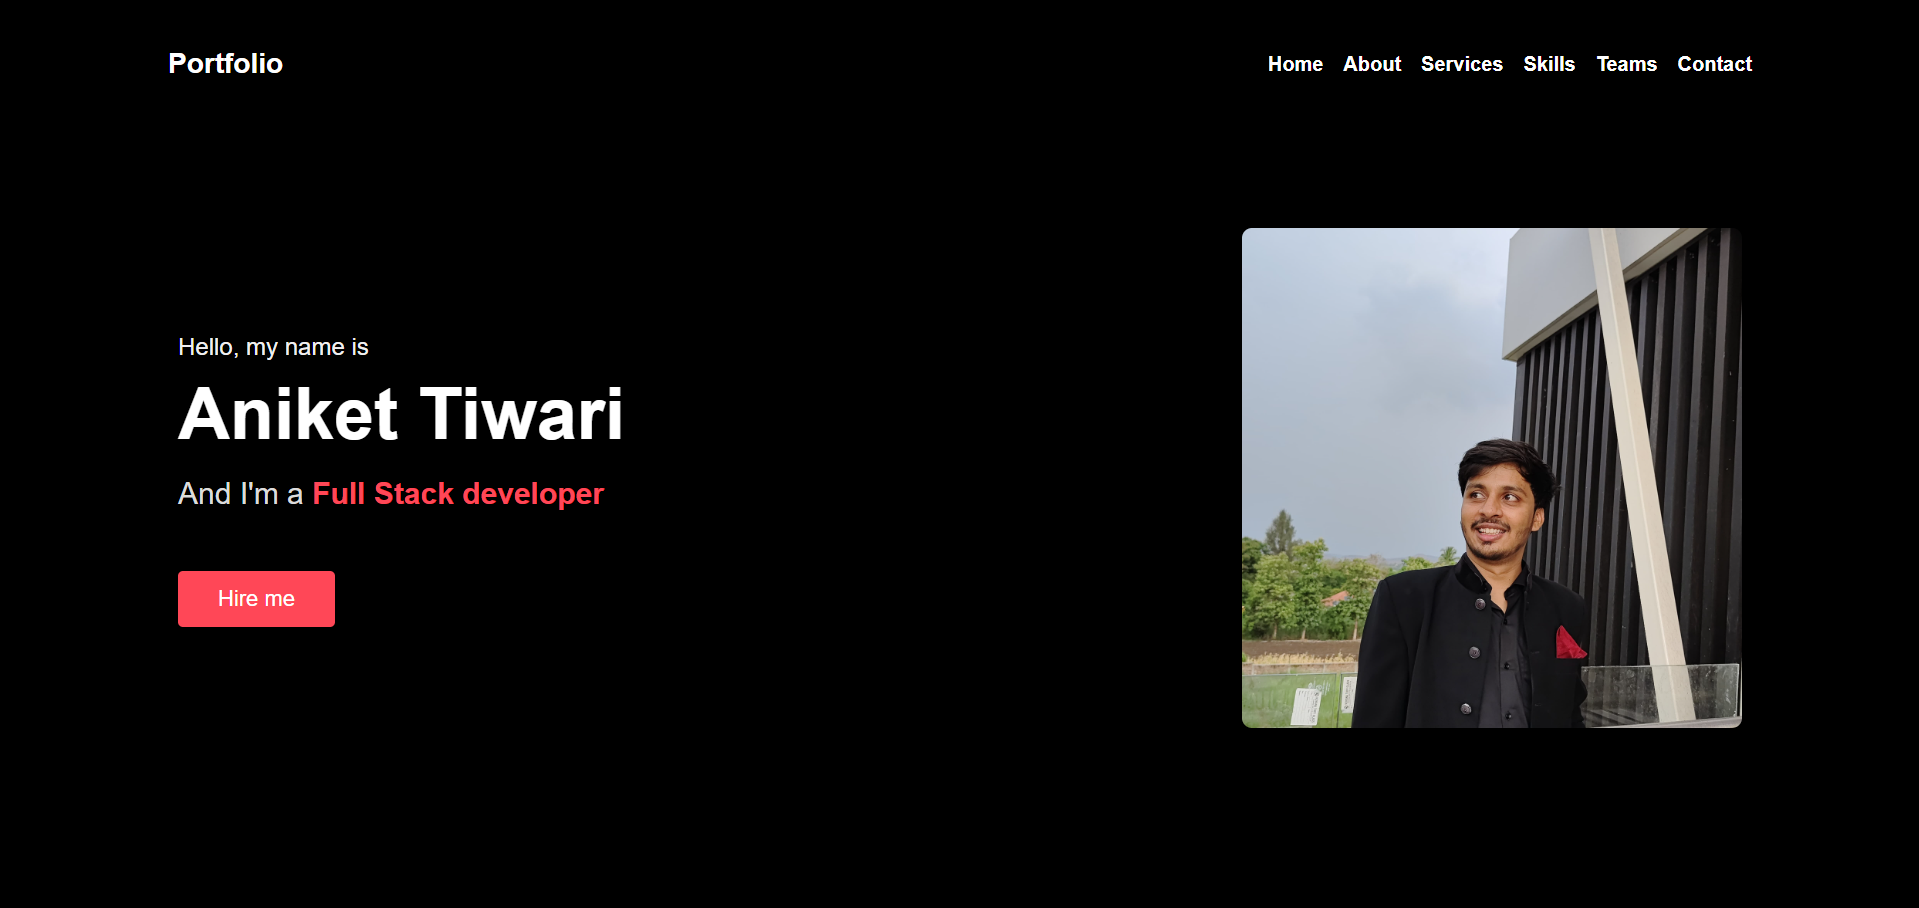 Portfolio
Home About Services Skills Teams Contact
Hello, my name is
Aniket Tiwari
And I'm a Full Stack developer
Hire me